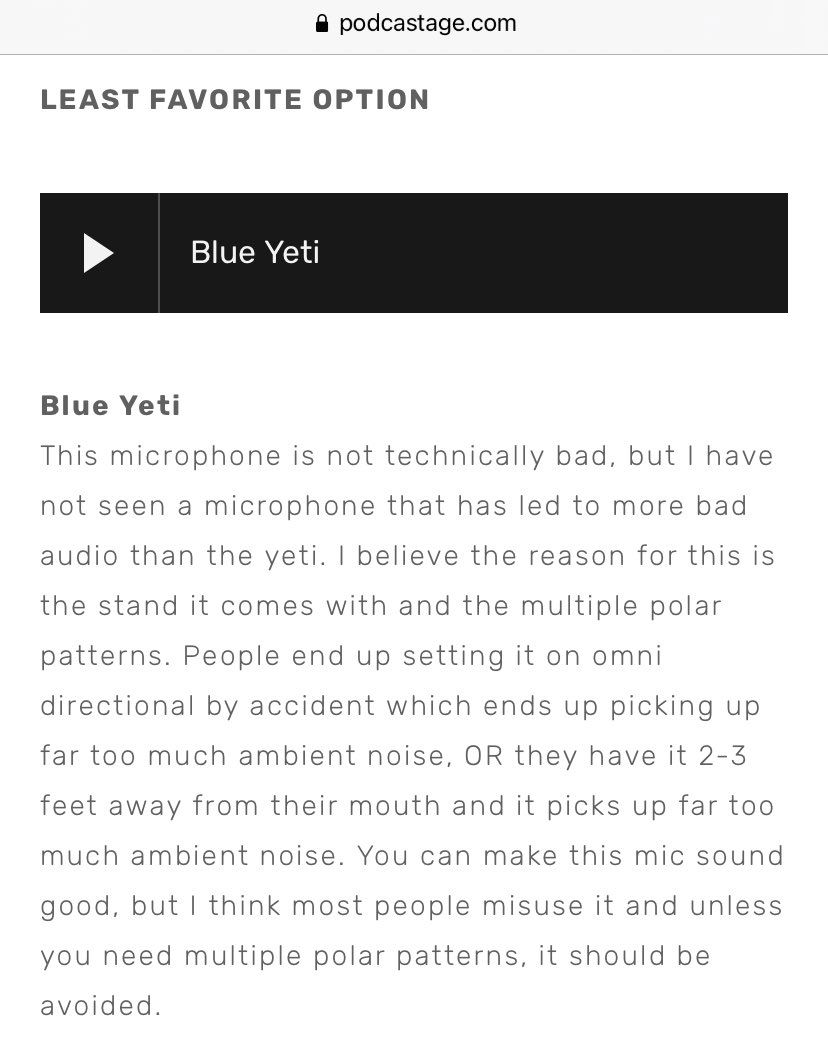 podcastage.com
LEAST FAVORITE OPTION
Blue Yeti
Blue Yeti
This microphone is not technically bad, but I have
not seen a microphone that has led to more bad
audio than the yeti. I believe the reason for this is
the stand it comes with and the multiple polar
patterns. People end up setting it on omni
directional by accident which ends up picking up
far too much ambient noise, OR they have it 2-3
feet away from their mouth and it picks up far too
much ambient noise. You can make this mic sound
good, but I think most people misuse it and unless
you need multiple polar patterns, it should be
avoided.